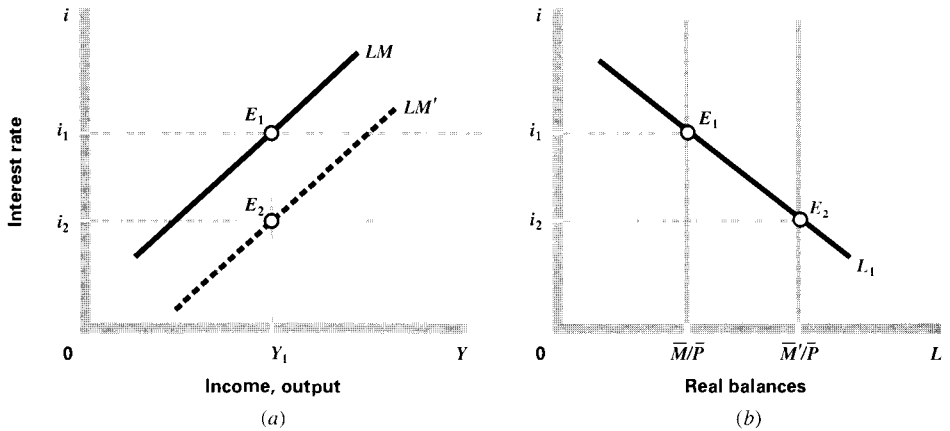 i
LM
LM'
E1
i1
E2
i2
Interest rate
0
Y1
Y
Income, output
(a)
i
E1
i1
E2
i2
L1
0
M̅/P̅
M̅'/P̅
L
Real balances
(b)